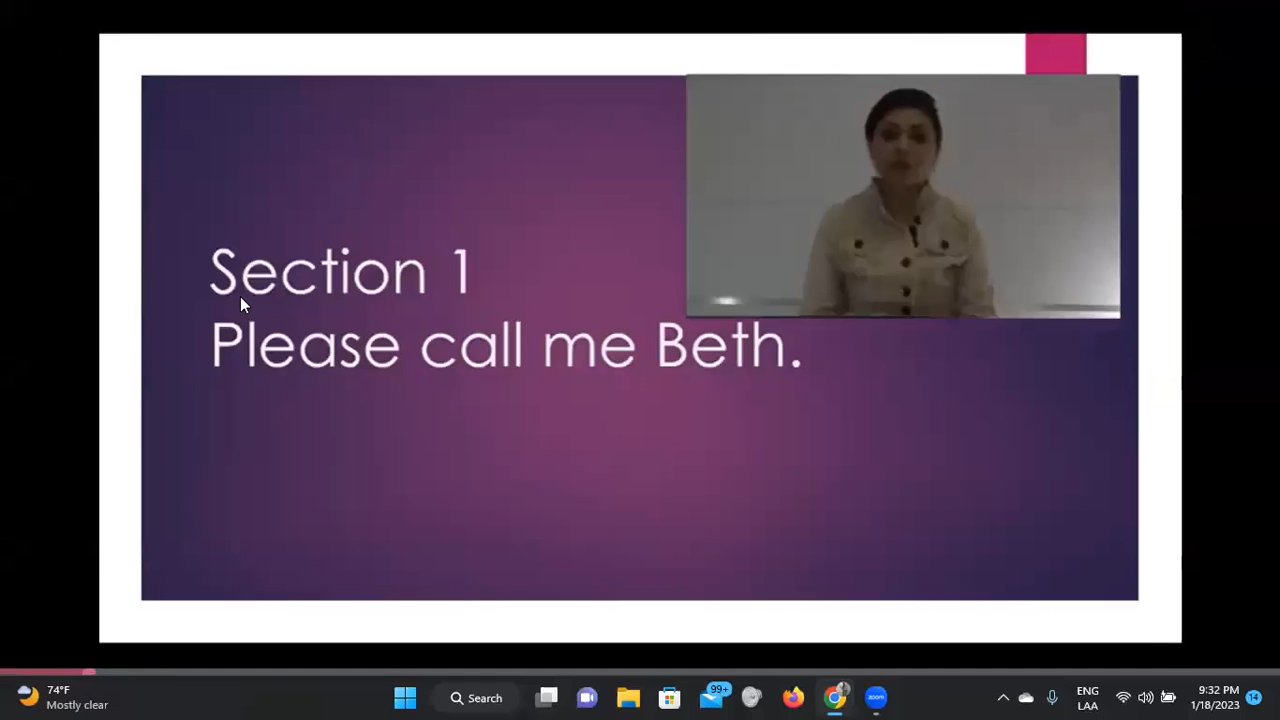 Section 1
Please call me Beth.
74°F
Mostly clear
Search
99+
zoom
ENG
LAA
9:32 PM
1/18/2023
14